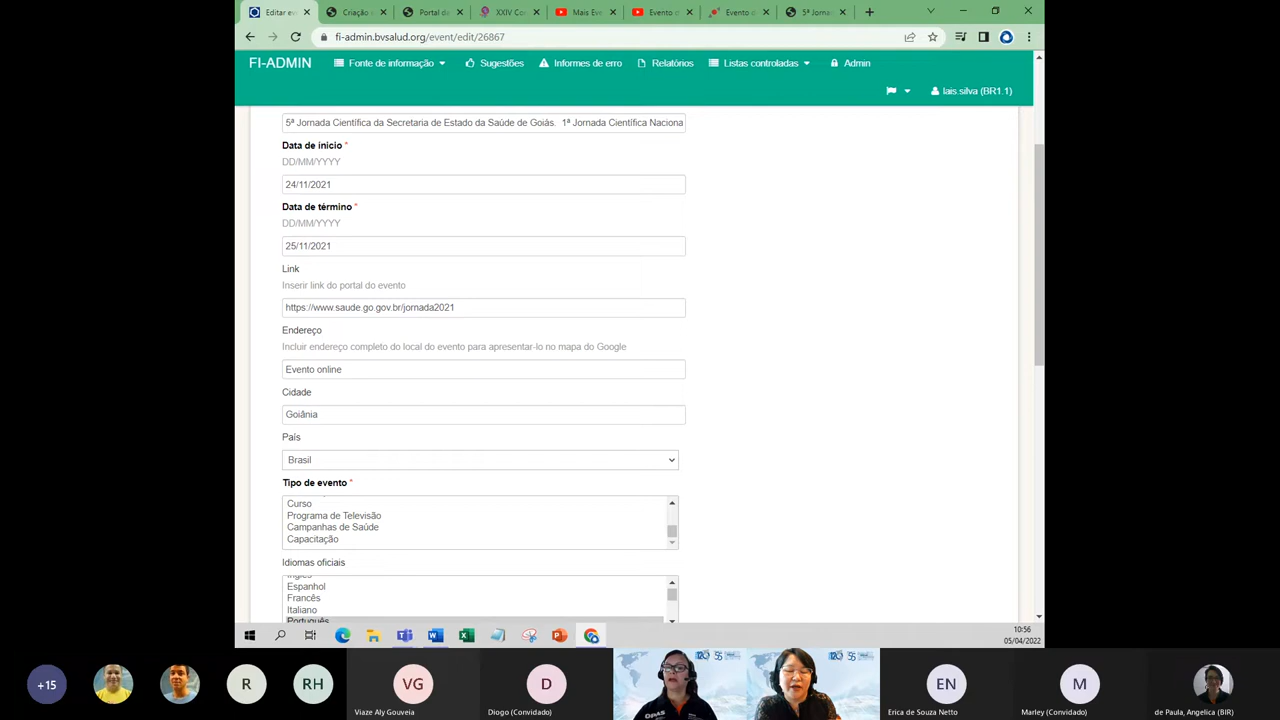 Editar eve
Criação e
Portal da
XXIV Con
Mais Eve
Evento o
Evento d
5ª Jorna
fi-admin.bvsalud.org/event/edit/26867
FI-ADMIN
Fonte de informação
Sugestões
Informes de erro
Relatórios
Listas controladas
Admin
lais.silva (BR1.1)
5ª Jornada Científica da Secretaria de Estado da Saúde de Goiás. 1ª Jornada Científica Naciona
Data de inicio *
DD/MM/YYYY
24/11/2021
Data de término *
DD/MM/YYYY
25/11/2021
Link
Inserir link do portal do evento
https://www.saude.go.gov.br/jornada2021
Endereço
Incluir endereço completo do local do evento para apresentar-lo no mapa do Google
Evento online
Cidade
Goiânia
País
Brasil
Tipo de evento *
Curso
Programa de Televisão
Campanhas de Saúde
Capacitação
Idiomas oficiais
Inglês
Espanhol
Francês
Italiano
Português
10:56
05/04/2022
+15
R
RH
VG
Viaze Aly Gouveia
D
Diogo (Convidado)
OPAS
120
EN
Erica de Souza Netto
M
Marley (Convidado)
de Paula, Angelica (BIR)